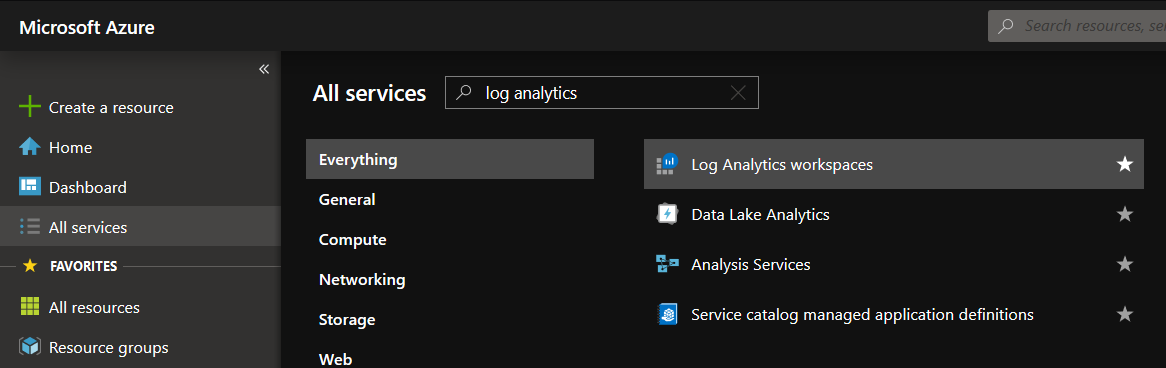 Microsoft Azure
Search resources, se
Create a resource
Home
Dashboard
All services
FAVORITES
All resources
Resource groups
All services
log analytics
Everything
General
Compute
Networking
Storage
Web
Log Analytics workspaces
Data Lake Analytics
Analysis Services
Service catalog managed application definitions